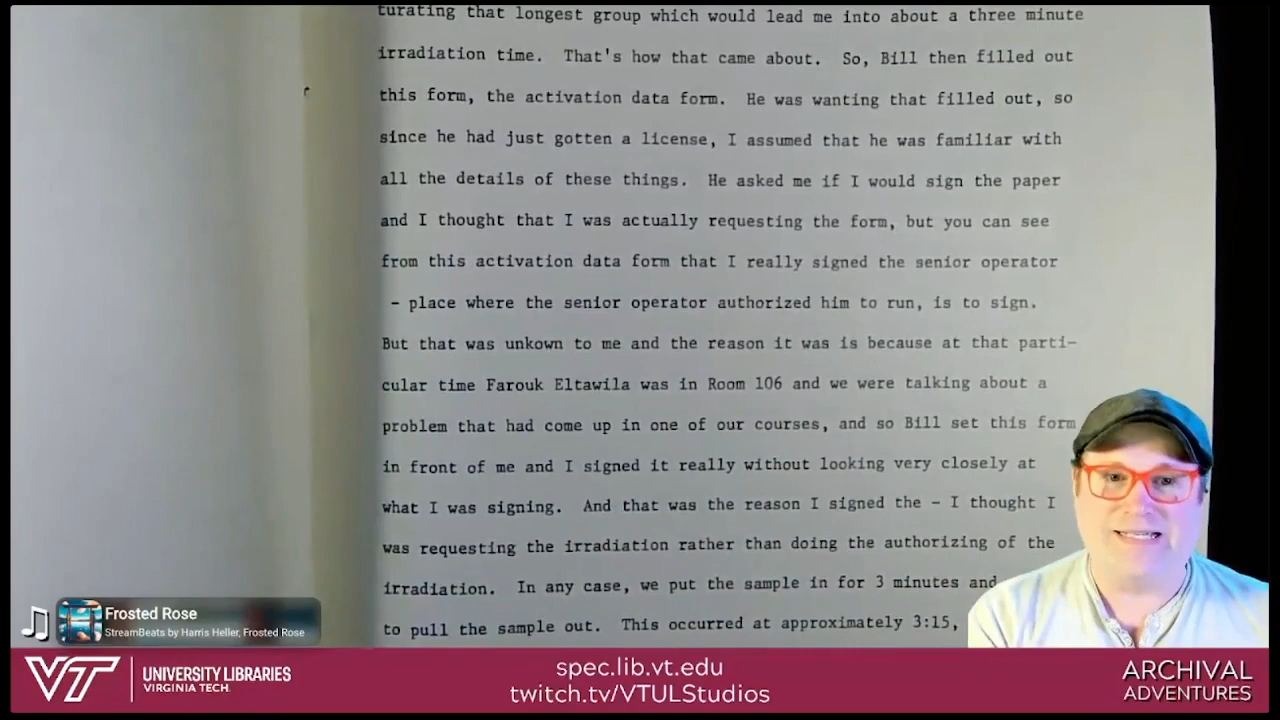 turating that longest group which would lead me into about a three minute
irradiation time. That's how that came about. So, Bill then filled out
this form, the activation data form. He was wanting that filled out, so
since he had just gotten a license, I assumed that he was familiar with
all the details of these things. He asked me if I would sign the paper
and I thought that I was actually requesting the form, but you can see
from this activation data form that I really signed the senior operator
- place where the senior operator authorized him to run, is to sign.
But that was unkown to me and the reason it was is because at that parti-
cular time Farouk Eltawila was in Room 106 and we were talking about a
problem that had come up in one of our courses, and so Bill set this form
in front of me and I signed it really without looking very closely at
what I was signing. And that was the reason I signed the - I thought I
was requesting the irradiation rather than doing the authorizing of the
irradiation. In any case, we put the sample in for 3 minutes and
to pull the sample out. This occurred at approximately 3:15,
Frosted Rose
StreamBeats by Harris Heller, Frosted Rose
VT
UNIVERSITY LIBRARIES
VIRGINIA TECH.
spec.lib.vt.edu
twitch.tv/VTULStudios
ARCHIVAL
ADVENTURES